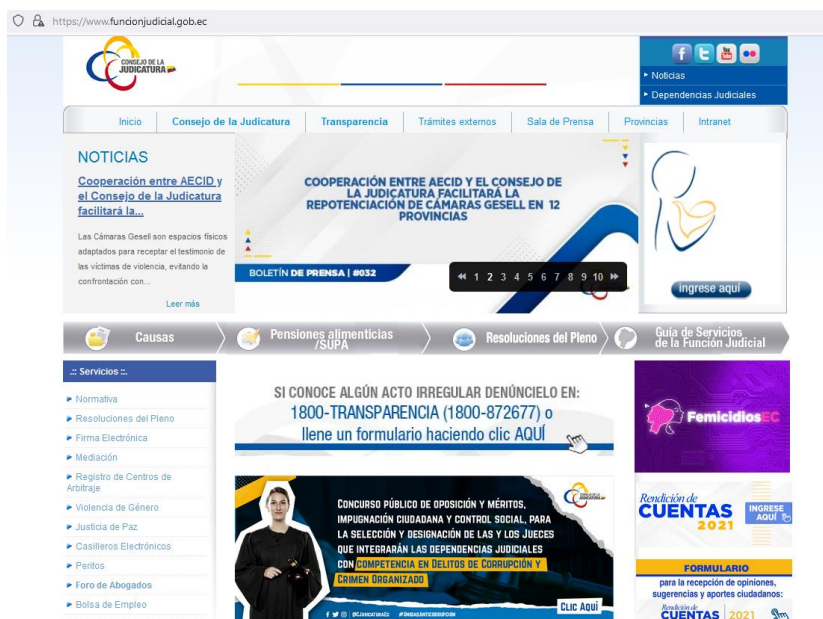 https://www.funcionjudicial.gob.ec
CONSEJO DE LA
JUDICATURA
Noticias
Dependencias Judiciales
Inicio
Consejo de la Judicatura
Transparencia
Trámites externos
Sala de Prensa
Provincias
Intranet
NOTICIAS
Cooperación entre AECID y
el Consejo de la Judicatura
facilitará la...
Las Cámaras Gesell son espacios físicos
adaptados para receptar el testimonio de
las víctimas de violencia, evitando la
confrontación con...
Leer más
COOPERACIÓN ENTRE AECID Y EL CONSEJO DE
LA JUDICATURA FACILITARÁ LA
REPOTENCIACIÓN DE CÁMARAS GESELL EN 12
PROVINCIAS
BOLETÍN DE PRENSA | #032
1 2 3 4 5 6 7 8 9 10
ingrese aquí
Causas
Pensiones alimenticias
/SUPA
Resoluciones del Pleno
Guía de Servicios
de la Función Judicial
.:: Servicios ::.
Normativa
Resoluciones del Pleno
Firma Electrónica
Mediación
Registro de Centros de
Arbitraje
Violencia de Género
Justicia de Paz
Casilleros Electrónicos
Peritos
Foro de Abogados
Bolsa de Empleo
SI CONOCE ALGÚN ACTO IRREGULAR DENÚNCIELO EN:
1800-TRANSPARENCIA (1800-872677) o
llene un formulario haciendo clic AQUÍ
CONCURSO PÚBLICO DE OPOSICIÓN Y MÉRITOS,
IMPUGNACIÓN CIUDADANA Y CONTROL SOCIAL, PARA
LA SELECCIÓN Y DESIGNACIÓN DE LAS Y LOS JUECES
QUE INTEGRARÁN LAS DEPENDENCIAS JUDICIALES
CON COMPETENCIA EN DELITOS DE CORRUPCIÓN Y
CRIMEN ORGANIZADO
@CJUDICATURAEC #UNIDADANTICORRUPCIÓN
CLIC AQUÍ
FemicidiosEC
Rendición de
CUENTAS
2021
INGRESE
AQUÍ
FORMULARIO
para la recepción de opiniones,
sugerencias y aportes ciudadanos:
Rendición de
CUENTAS 2021